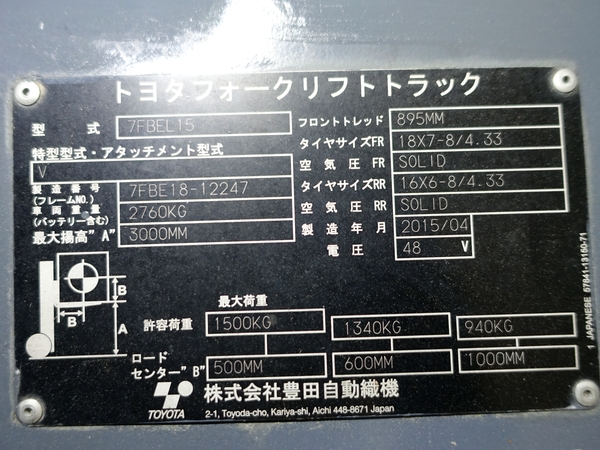 トヨタフォークリフトトラック
型式 7FBEL15
特型型式・アタッチメント型式
V
製造番号 (フレームNO.) 7FBE18-12247
車両重量 (バッテリー含む) 2760KG
最大揚高"A" 3000MM
フロントトレッド 895MM
タイヤサイズFR 18X7-8/4.33
空気圧FR SOLID
タイヤサイズRR 16X6-8/4.33
空気圧RR SOLID
製造年月 2015/04
電圧 48 V
B
B
A
最大荷重
許容荷重 1500KG 1340KG 940KG
ロードセンター"B" 500MM 600MM 1000MM
TOYOTA
株式会社豊田自動織機
2-1, Toyoda-cho, Kariya-shi, Aichi 448-8671 Japan
1 JAPANESE 57841-13150-71